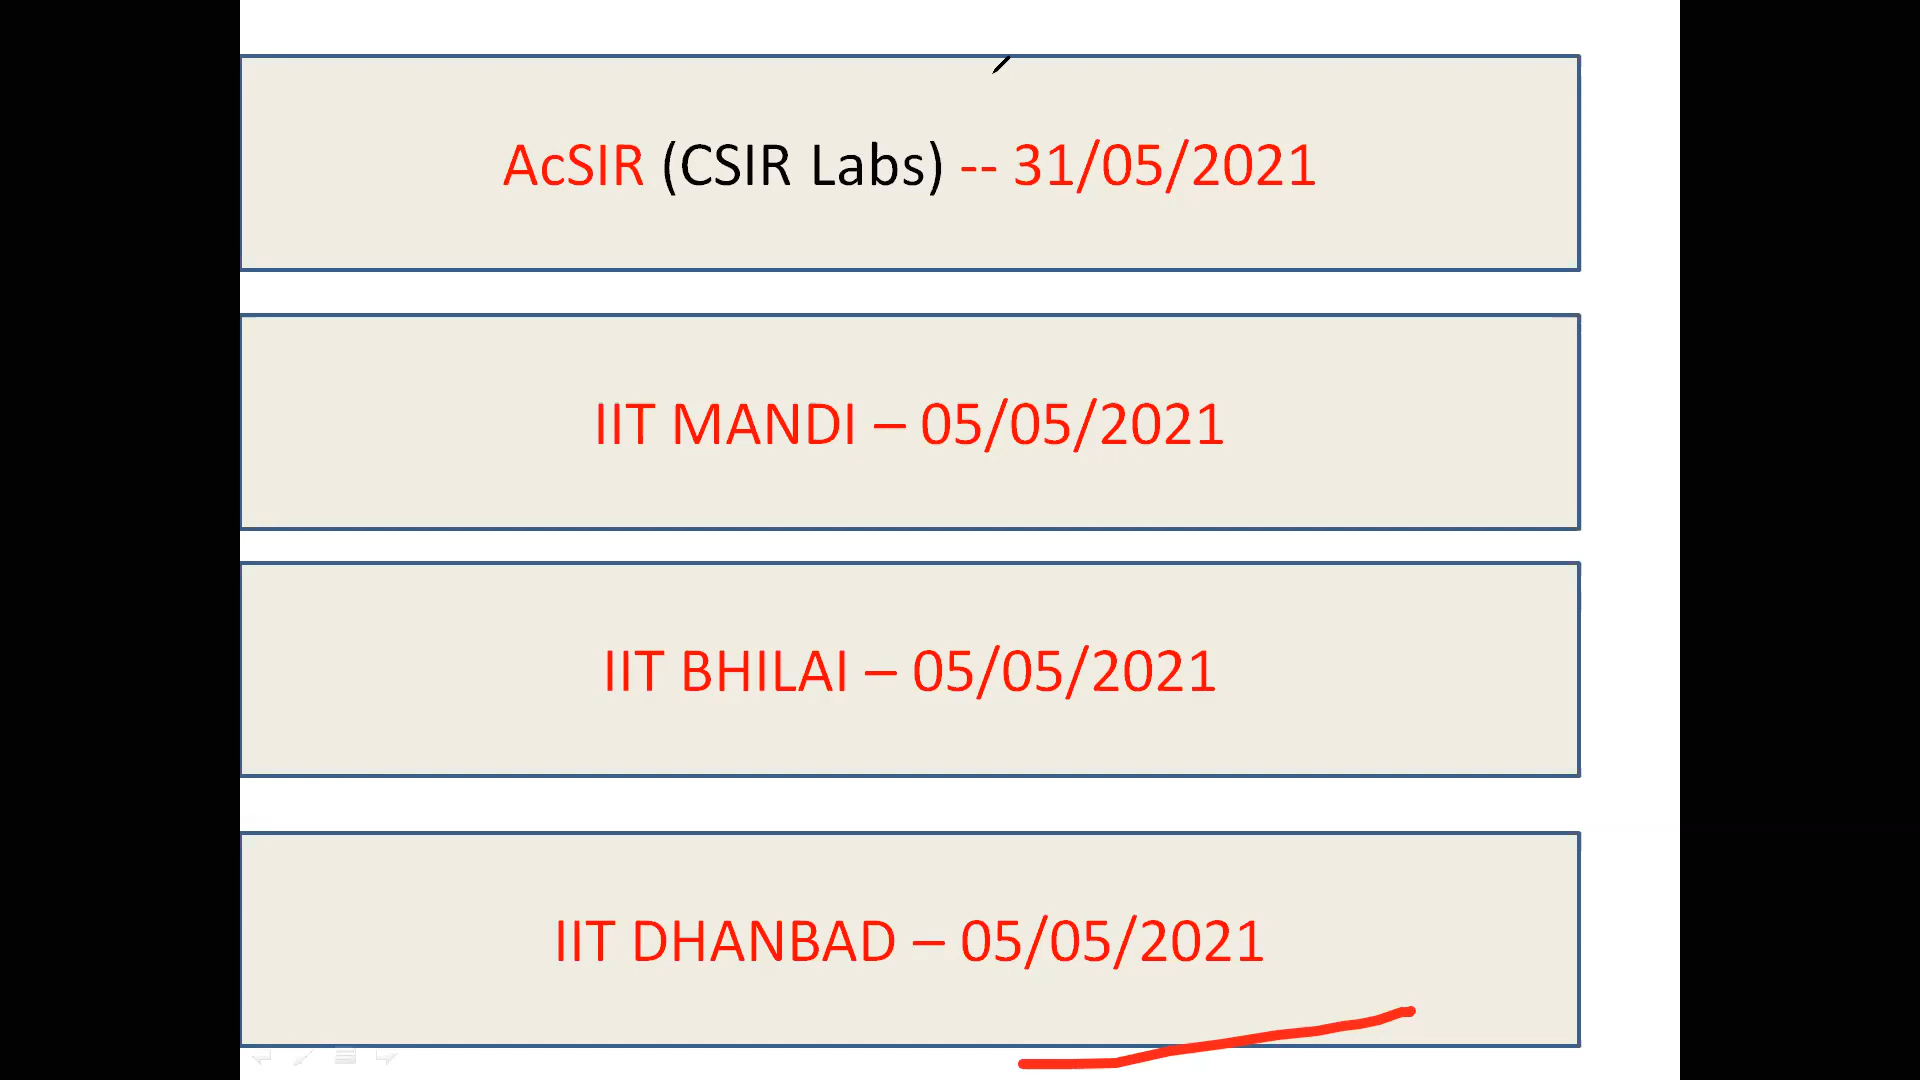 AcSIR (CSIR Labs) -- 31/05/2021
IIT MANDI – 05/05/2021
IIT BHILAI – 05/05/2021
IIT DHANBAD – 05/05/2021